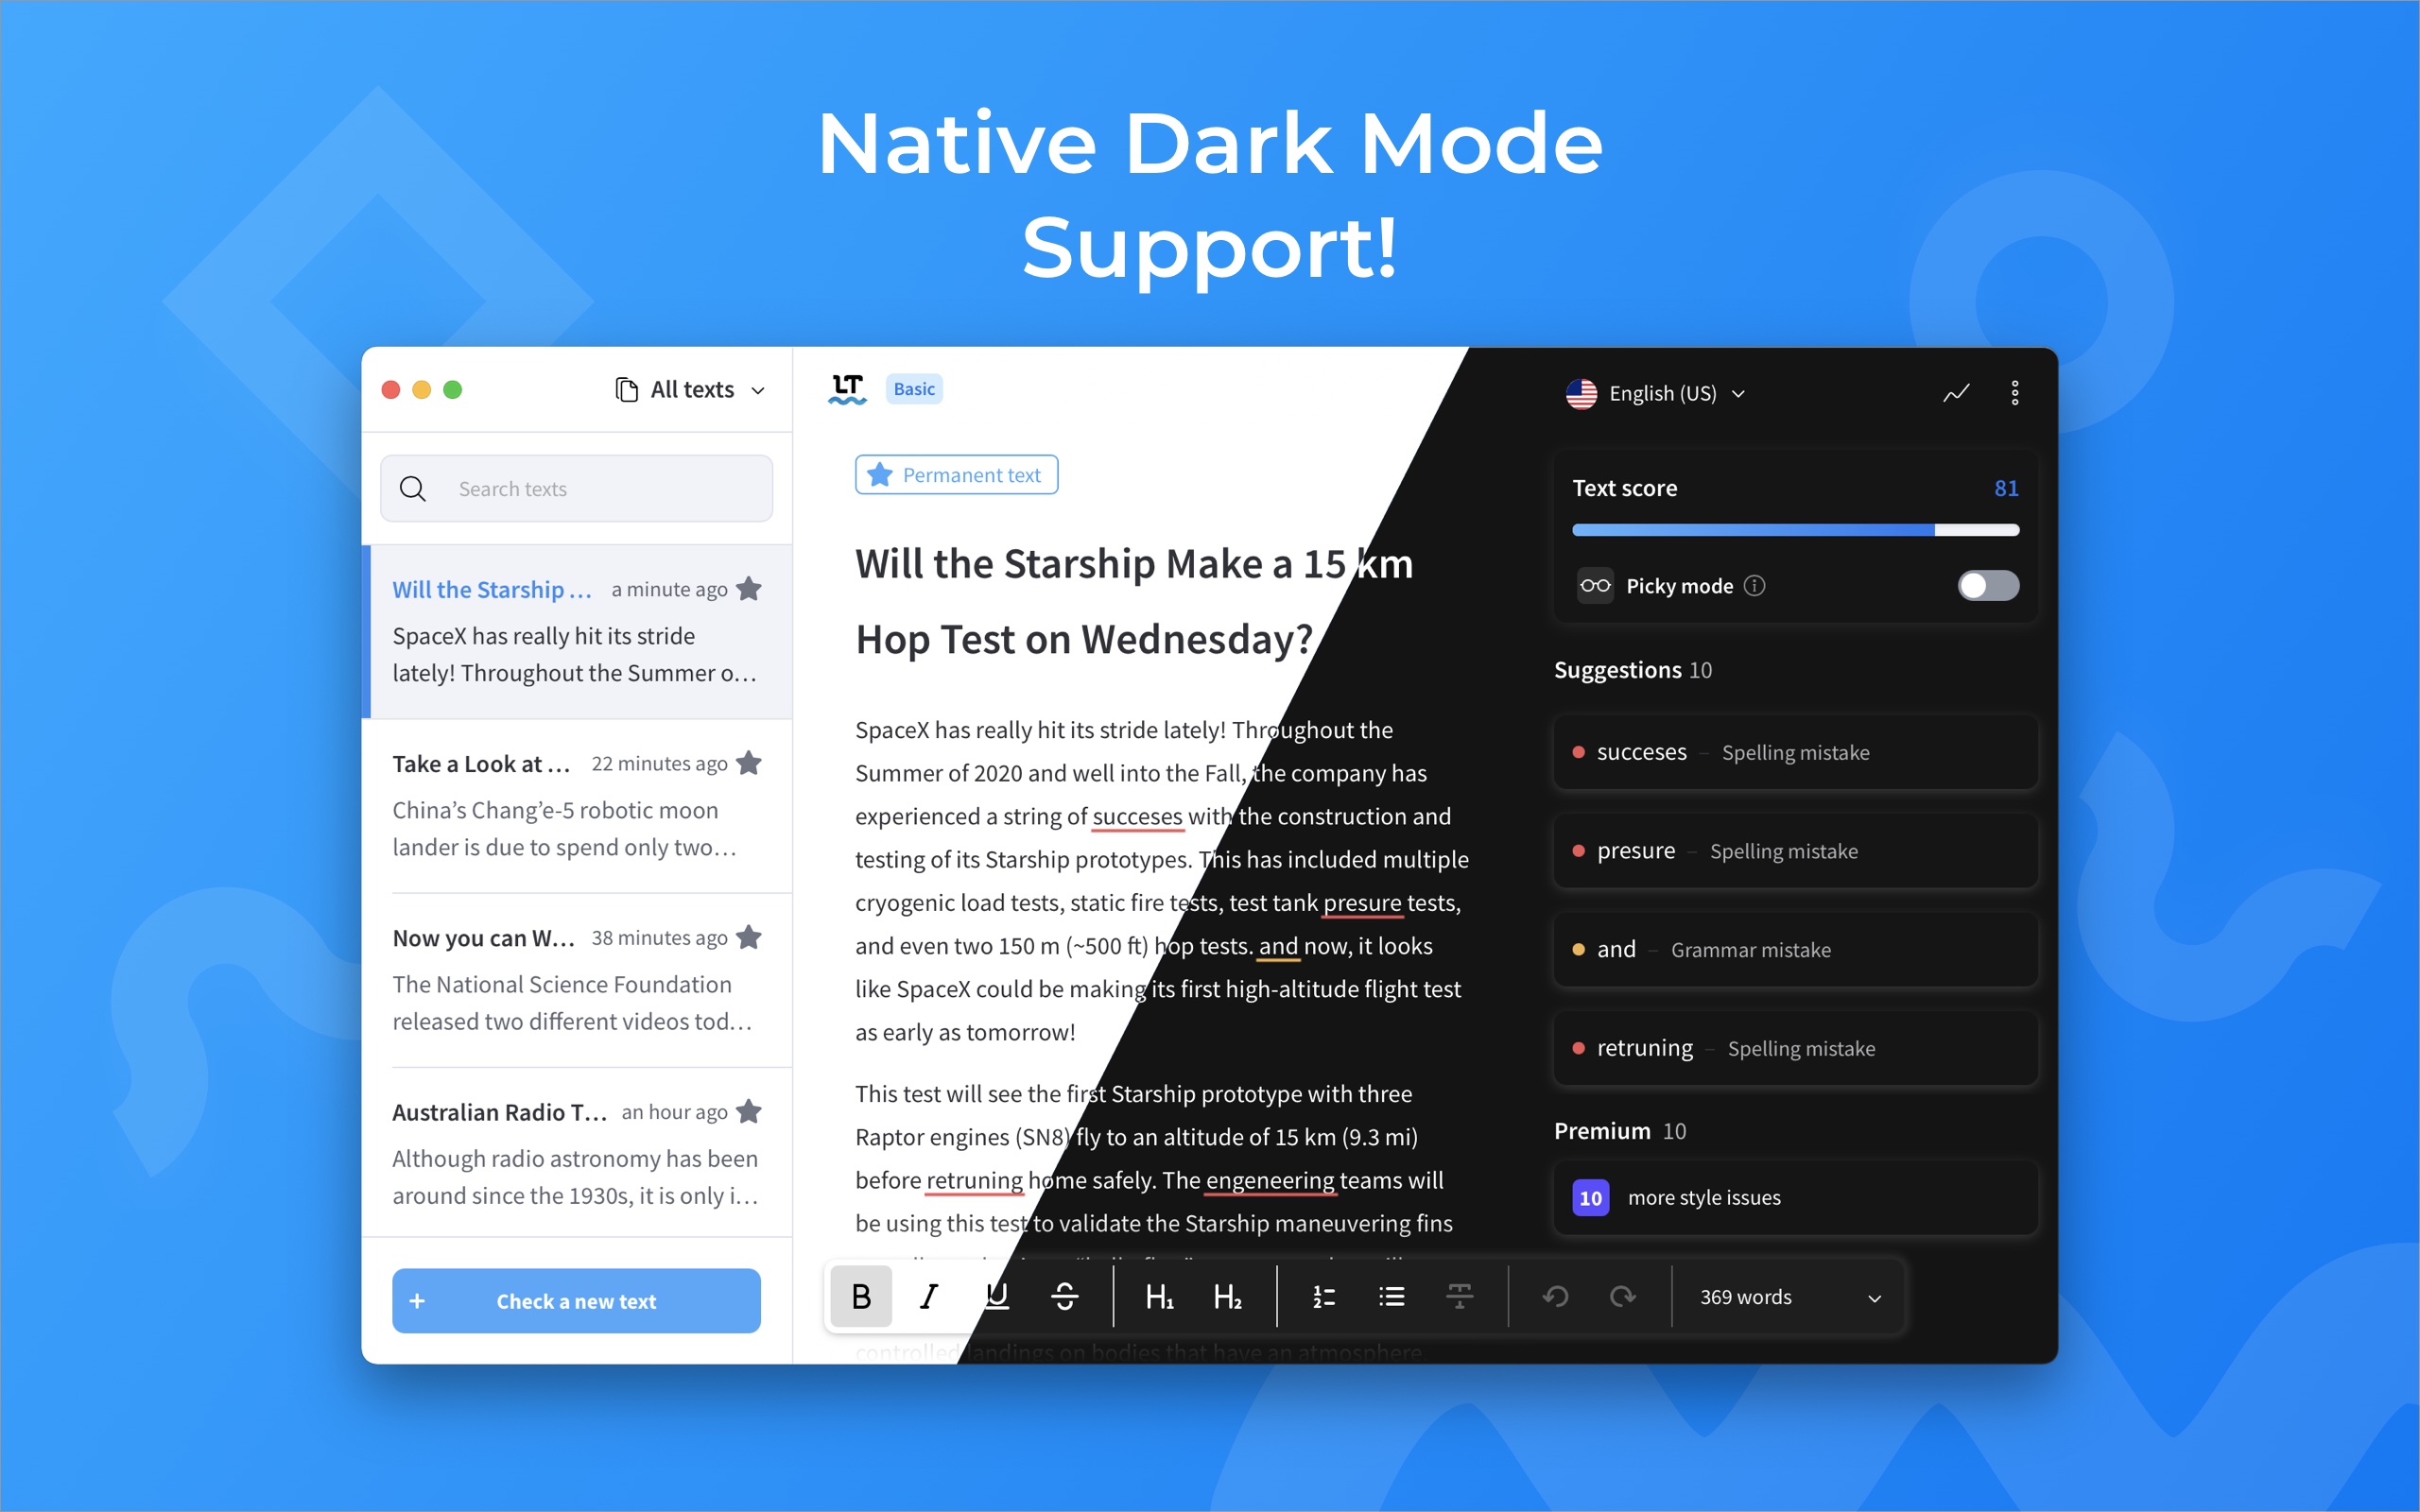 Native Dark Mode
Support!
All texts
Search texts
Will the Starship ... a minute ago
SpaceX has really hit its stride
lately! Throughout the Summer o...
Take a Look at ... 22 minutes ago
China’s Chang’e-5 robotic moon
lander is due to spend only two...
Now you can W... 38 minutes ago
The National Science Foundation
released two different videos tod...
Australian Radio T... an hour ago
Although radio astronomy has been
around since the 1930s, it is only i...
+ Check a new text
LT Basic
Permanent text
Will the Starship Make a 15 km
Hop Test on Wednesday?
SpaceX has really hit its stride lately! Throughout the
Summer of 2020 and well into the Fall, the company has
experienced a string of succeses with the construction and
testing of its Starship prototypes. This has included multiple
cryogenic load tests, static fire tests, test tank presure tests,
and even two 150 m (~500 ft) hop tests. and now, it looks
like SpaceX could be making its first high-altitude flight test
as early as tomorrow!
This test will see the first Starship prototype with three
Raptor engines (SN8) fly to an altitude of 15 km (9.3 mi)
before retruning home safely. The engeneering teams will
be using this test to validate the Starship maneuvering fins
B I U S H1 H2 369 words
controlled landings on bodies that have an atmosphere.
English (US)
Text score 81
Picky mode
Suggestions 10
succeses – Spelling mistake
presure – Spelling mistake
and – Grammar mistake
retruning – Spelling mistake
Premium 10
10 more style issues